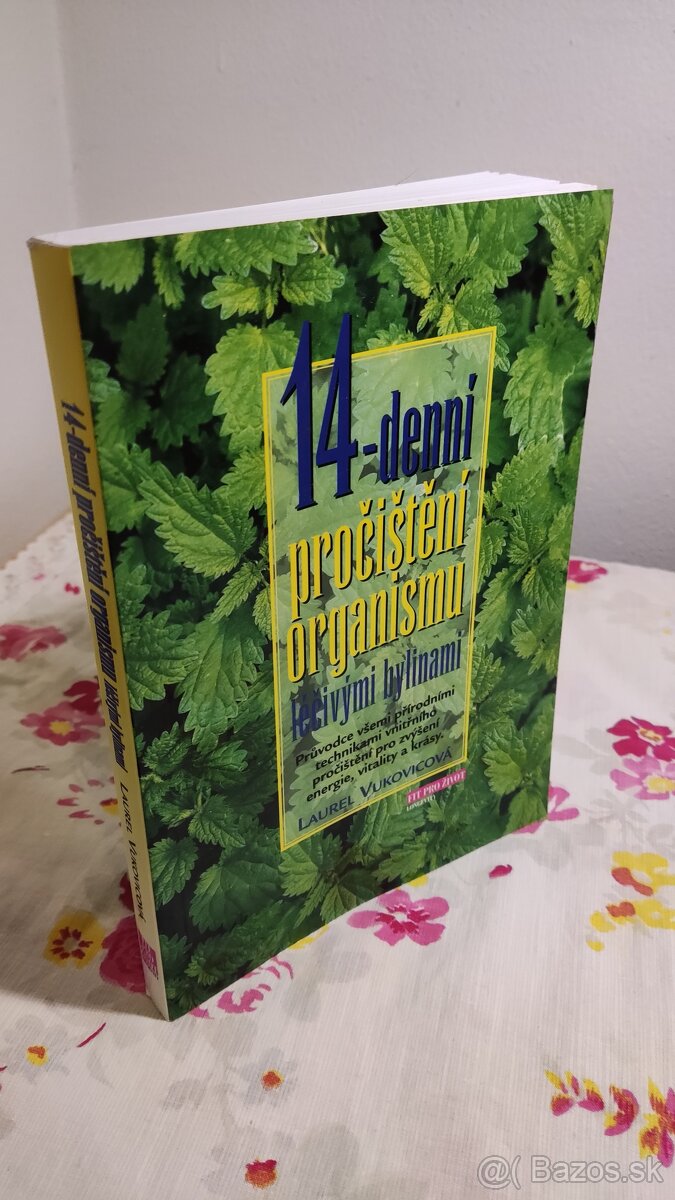 14-denní
pročištění
organismu
léčivými bylinami
Průvodce všemi přírodními
technikami vnitřního
pročištění pro zvýšení
energie, vitality a krásy.
LAUREL VUKOVICOVÁ
FIT PRO ŽIVOT
14-denní pročištění organismu léčivými bylinami LAUREL VUKOVICOVÁ
@( Bazos.sk